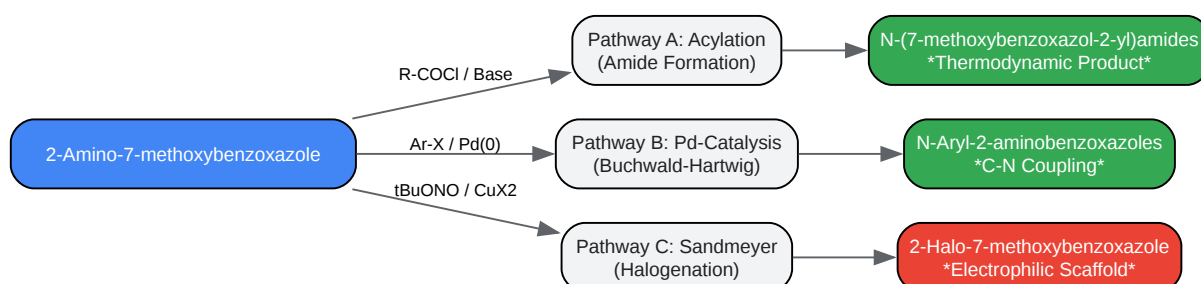 2-Amino-7-methoxybenzoxazole
R-COCl / Base
Pathway A: Acylation
(Amide Formation)
N-(7-methoxybenzoxazol-2-yl)amides
*Thermodynamic Product*
Ar-X / Pd(0)
Pathway B: Pd-Catalysis
(Buchwald-Hartwig)
N-Aryl-2-aminobenzoxazoles
*C-N Coupling*
tBuONO / CuX2
Pathway C: Sandmeyer
(Halogenation)
2-Halo-7-methoxybenzoxazole
*Electrophilic Scaffold*